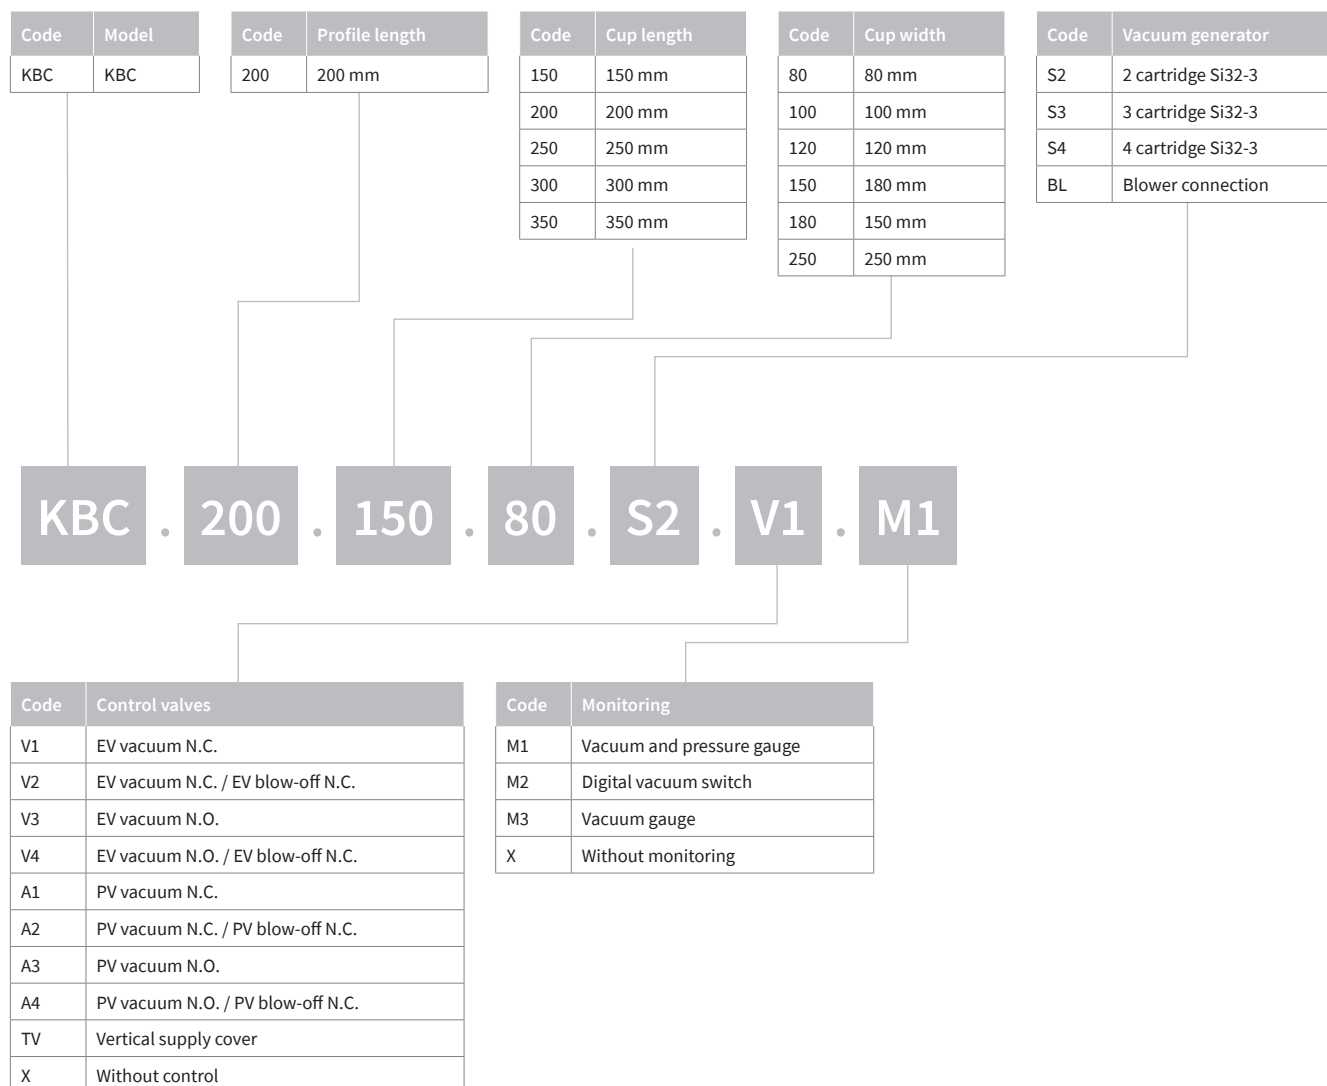 Code Model
KBC KBC
Code Profile length
200 200 mm
Code Cup length
150 150 mm
200 200 mm
250 250 mm
300 300 mm
350 350 mm
Code Cup width
80 80 mm
100 100 mm
120 120 mm
150 180 mm
180 150 mm
250 250 mm
Code Vacuum generator
S2 2 cartridge Si32-3
S3 3 cartridge Si32-3
S4 4 cartridge Si32-3
BL Blower connection
KBC . 200 . 150 . 80 . S2 . V1 . M1
Code Control valves
V1 EV vacuum N.C.
V2 EV vacuum N.C. / EV blow-off N.C.
V3 EV vacuum N.O.
V4 EV vacuum N.O. / EV blow-off N.C.
A1 PV vacuum N.C.
A2 PV vacuum N.C. / PV blow-off N.C.
A3 PV vacuum N.O.
A4 PV vacuum N.O. / PV blow-off N.C.
TV Vertical supply cover
X Without control
Code Monitoring
M1 Vacuum and pressure gauge
M2 Digital vacuum switch
M3 Vacuum gauge
X Without monitoring